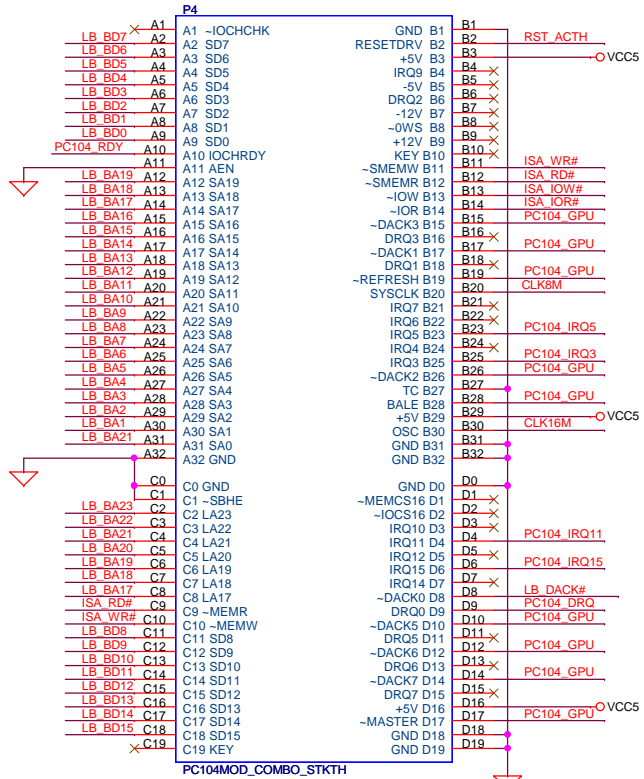 P4
A1 A1 ~IOCHCHK GND B1 B1
LB_BD7 A2 A2 SD7 RESETDRV B2 B2 RST_ACTH
LB_BD6 A3 A3 SD6 +5V B3 B3 VCC5
LB_BD5 A4 A4 SD5 IRQ9 B4 B4
LB_BD4 A5 A5 SD4 -5V B5 B5
LB_BD3 A6 A6 SD3 DRQ2 B6 B6
LB_BD2 A7 A7 SD2 -12V B7 B7
LB_BD1 A8 A8 SD1 ~0WS B8 B8
LB_BD0 A9 A9 SD0 +12V B9 B9
PC104_RDY A10 A10 IOCHRDY KEY B10 B10
A11 A11 AEN ~SMEMW B11 B11 ISA_WR#
LB_BA19 A12 A12 SA19 ~SMEMR B12 B12 ISA_RD#
LB_BA18 A13 A13 SA18 ~IOW B13 B13 ISA_IOW#
LB_BA17 A14 A14 SA17 ~IOR B14 B14 ISA_IOR#
LB_BA16 A15 A15 SA16 ~DACK3 B15 B15 PC104_GPU
LB_BA15 A16 A16 SA15 DRQ3 B16 B16
LB_BA14 A17 A17 SA14 ~DACK1 B17 B17 PC104_GPU
LB_BA13 A18 A18 SA13 DRQ1 B18 B18
LB_BA12 A19 A19 SA12 ~REFRESH B19 B19 PC104_GPU
LB_BA11 A20 A20 SA11 SYSCLK B20 B20 CLK8M
LB_BA10 A21 A21 SA10 IRQ7 B21 B21
LB_BA9 A22 A22 SA9 IRQ6 B22 B22
LB_BA8 A23 A23 SA8 IRQ5 B23 B23 PC104_IRQ5
LB_BA7 A24 A24 SA7 IRQ4 B24 B24
LB_BA6 A25 A25 SA6 IRQ3 B25 B25 PC104_IRQ3
LB_BA5 A26 A26 SA5 ~DACK2 B26 B26 PC104_GPU
LB_BA4 A27 A27 SA4 TC B27 B27
LB_BA3 A28 A28 SA3 BALE B28 B28 PC104_GPU
LB_BA2 A29 A29 SA2 +5V B29 B29 VCC5
LB_BA1 A30 A30 SA1 OSC B30 B30 CLK16M
LB_BA21 A31 A31 SA0 GND B31 B31
A32 A32 GND GND B32 B32
C0 C0 GND GND D0 D0
C1 C1 ~SBHE ~MEMCS16 D1 D1
LB_BA23 C2 C2 LA23 ~IOCS16 D2 D2
LB_BA22 C3 C3 LA22 IRQ10 D3 D3
LB_BA21 C4 C4 LA21 IRQ11 D4 D4 PC104_IRQ11
LB_BA20 C5 C5 LA20 IRQ12 D5 D5
LB_BA19 C6 C6 LA19 IRQ15 D6 D6 PC104_IRQ15
LB_BA18 C7 C7 LA18 IRQ14 D7 D7
LB_BA17 C8 C8 LA17 ~DACK0 D8 D8 LB_DACK#
ISA_RD# C9 C9 ~MEMR DRQ0 D9 D9 PC104_DRQ
ISA_WR# C10 C10 ~MEMW ~DACK5 D10 D10 PC104_GPU
LB_BD8 C11 C11 SD8 DRQ5 D11 D11
LB_BD9 C12 C12 SD9 ~DACK6 D12 D12 PC104_GPU
LB_BD10 C13 C13 SD10 DRQ6 D13 D13
LB_BD11 C14 C14 SD11 ~DACK7 D14 D14 PC104_GPU
LB_BD12 C15 C15 SD12 DRQ7 D15 D15
LB_BD13 C16 C16 SD13 +5V D16 D16 VCC5
LB_BD14 C17 C17 SD14 ~MASTER D17 D17 PC104_GPU
LB_BD15 C18 C18 SD15 GND D18 D18
C19 C19 KEY GND D19 D19
PC104MOD_COMBO_STKTH